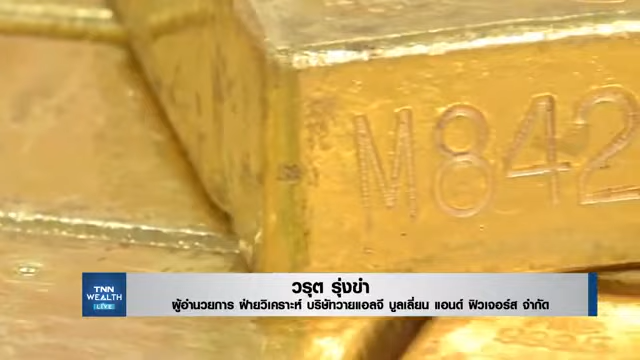 M842
วรุต รุ่งขำ
ผู้อำนวยการ ฝ่ายวิเคราะห์ บริษัทวายแอลจี บูลเลี่ยน แอนด์ ฟิวเจอร์ส จำกัด
TNN
WEALTH
LIVE